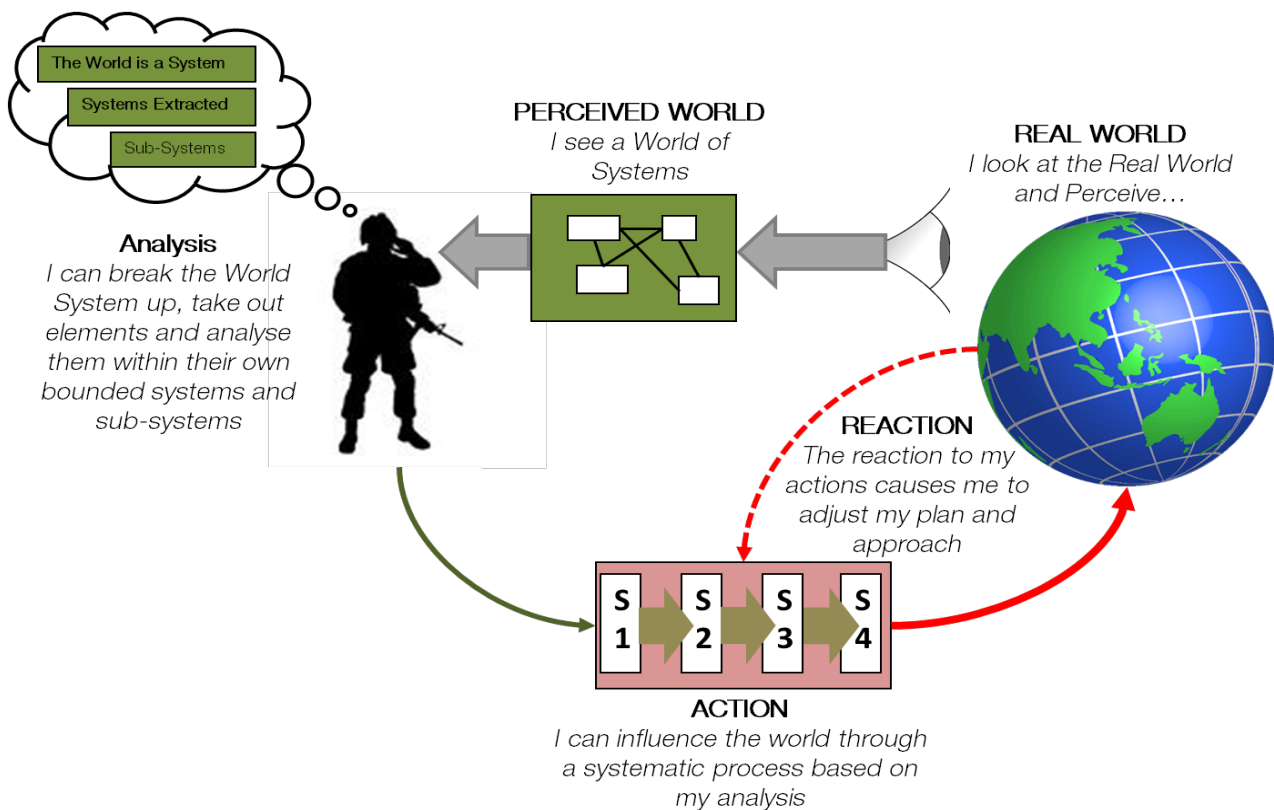 The World is a System
Systems Extracted
Sub-Systems
PERCEIVED WORLD
I see a World of
Systems
REAL WORLD
I look at the Real World
and Perceive…
Analysis
I can break the World
System up, take out
elements and analyse
them within their own
bounded systems and
sub-systems
REACTION
The reaction to my
actions causes me to
adjust my plan and
approach
S
1
S
2
S
3
S
4
ACTION
I can influence the world through
a systematic process based on
my analysis